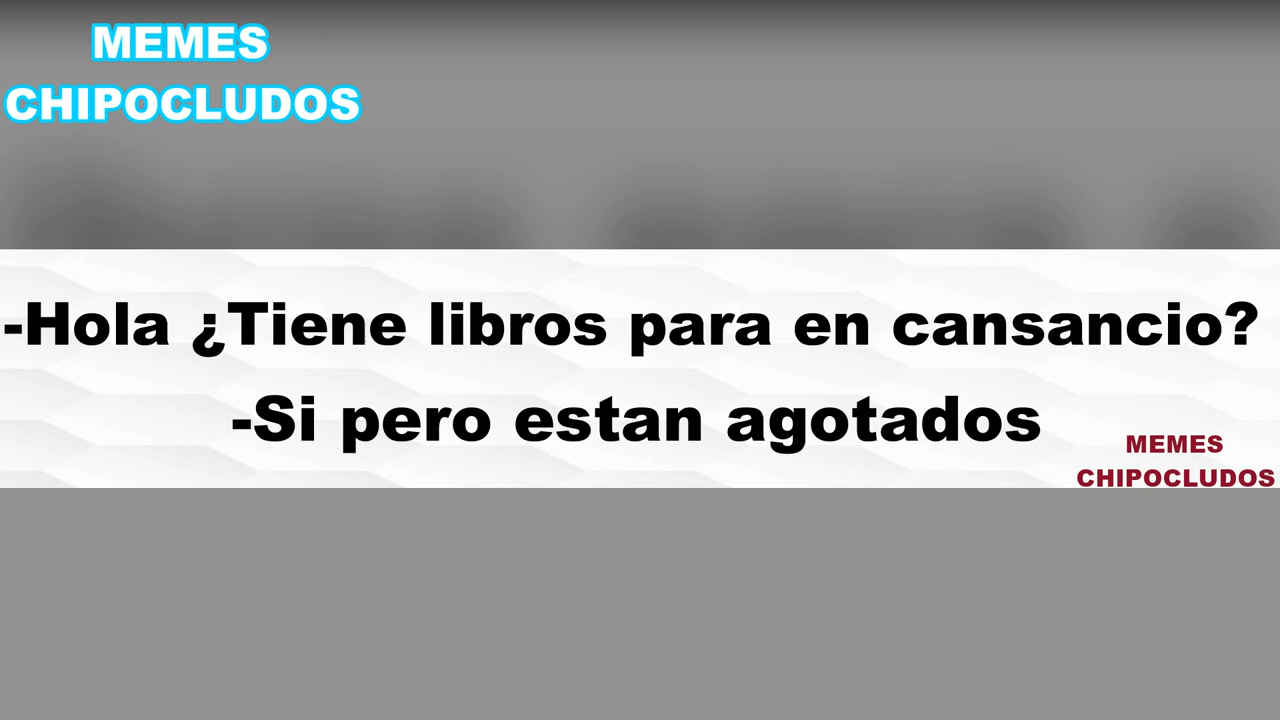 MEMES
CHIPOCLUDOS
-Hola ¿Tiene libros para en cansancio?
-Si pero estan agotados
MEMES
CHIPOCLUDOS